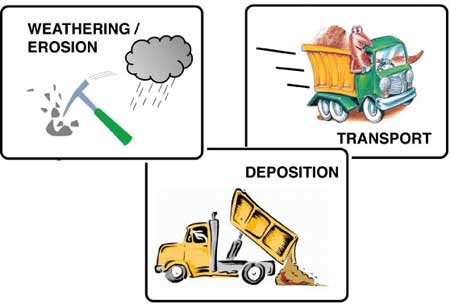 WEATHERING /
EROSION
TRANSPORT
DEPOSITION